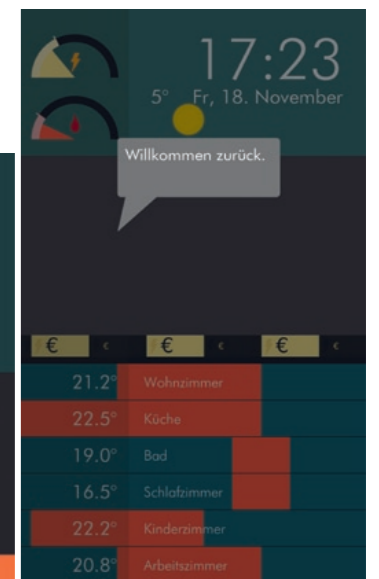 17:23
5° Fr, 18. November
Willkommen zurück.
€ € € € € €
21.2° Wohnzimmer
22.5° Küche
19.0° Bad
16.5° Schlafzimmer
22.2° Kinderzimmer
20.8° Arbeitszimmer